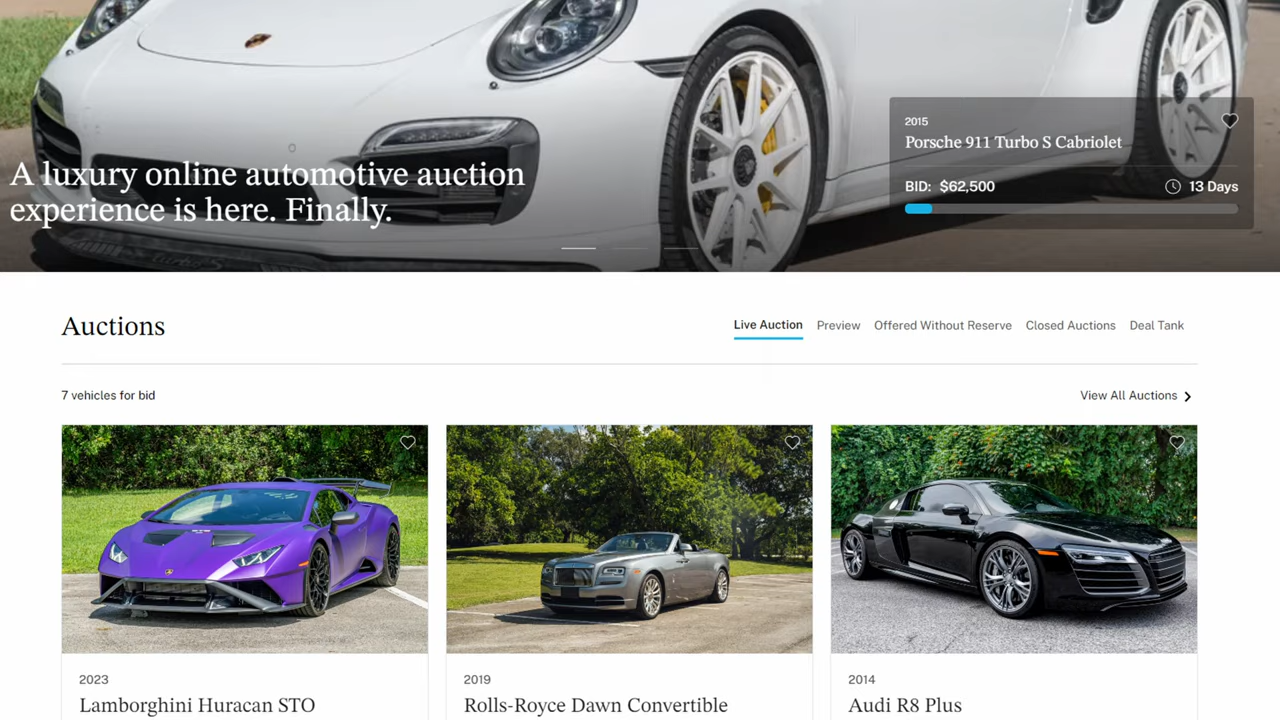 A luxury online automotive auction
experience is here. Finally.
2015
Porsche 911 Turbo S Cabriolet
BID: $62,500
13 Days
Auctions
Live Auction
Preview
Offered Without Reserve
Closed Auctions
Deal Tank
7 vehicles for bid
View All Auctions
2023
Lamborghini Huracan STO
2019
Rolls-Royce Dawn Convertible
2014
Audi R8 Plus